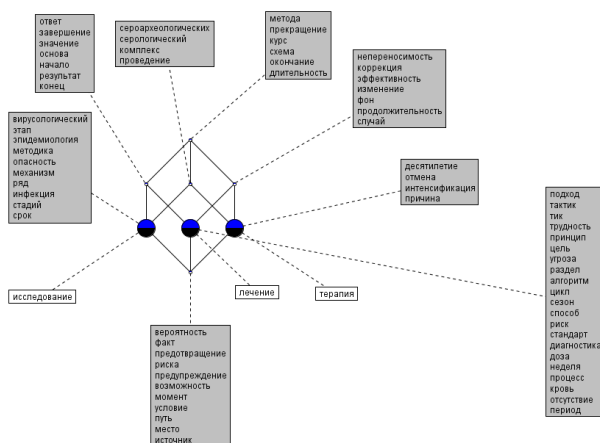 ответ
завершение
значение
основа
начало
результат
конец
сероархеологических
серологический
комплекс
проведение
метода
прекращение
курс
схема
окончание
длительность
непереносимость
коррекция
эффективность
изменение
фон
продолжительность
случай
вирусологический
этап
эпидемиология
методика
опасность
механизм
ряд
инфекция
стадий
срок
десятилетие
отмена
интенсификация
причина
подход
тактик
тик
трудность
принцип
цель
угроза
раздел
алгоритм
цикл
сезон
способ
риск
стандарт
диагностика
доза
неделя
процесс
кровь
отсутствие
период
исследование
лечение
терапия
вероятность
факт
предотвращение
риска
предупреждение
возможность
момент
условие
путь
место
источник